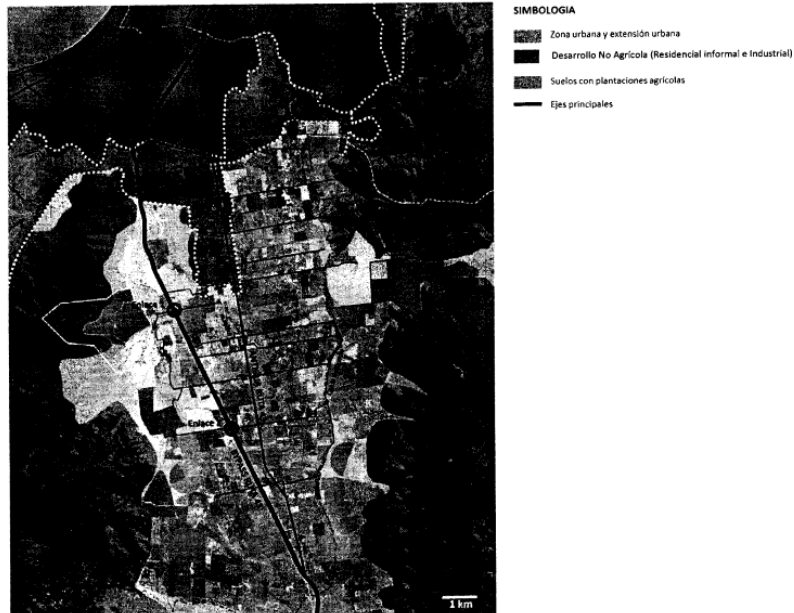 SIMBOLOGIA
Zona urbana y extensión urbana
Desarrollo No Agrícola (Residencial informal e Industrial)
Suelos con plantaciones agrícolas
Ejes principales
Enlace
Enlace
1 km